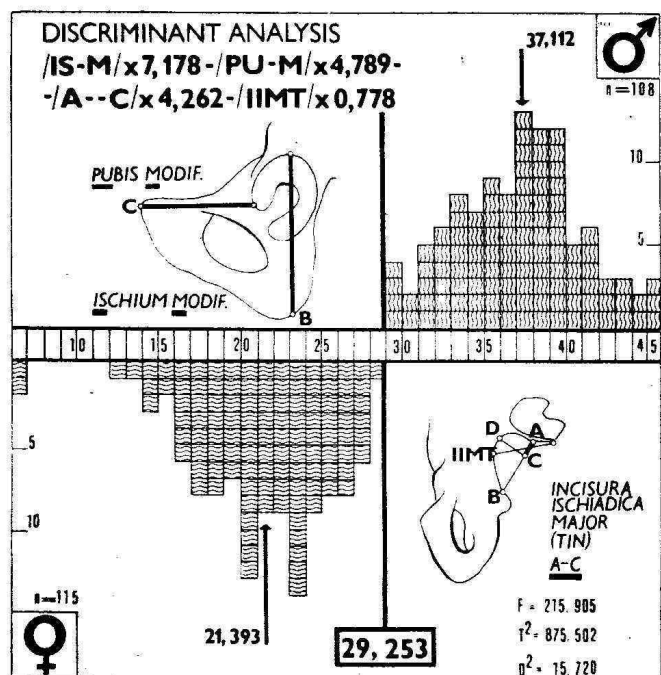 DISCRIMINANT ANALYSIS
/IS-M/x7,178-/PU-M/x4,789-
-/A--C/x4,262-/IIMT/x0,778
37,112
♂
n=108
10
5
PUBIS MODIF.
C
ISCHIUM MODIF.
B
10 15 20 25 30 35 40 45
5
10
D A
IIMT C
B
INCISURA
ISCHIADICA
MAJOR
(TIN)
A-C
n=115
♀
21,393
29,253
F = 215.905
T²= 875.502
D² = 15.720